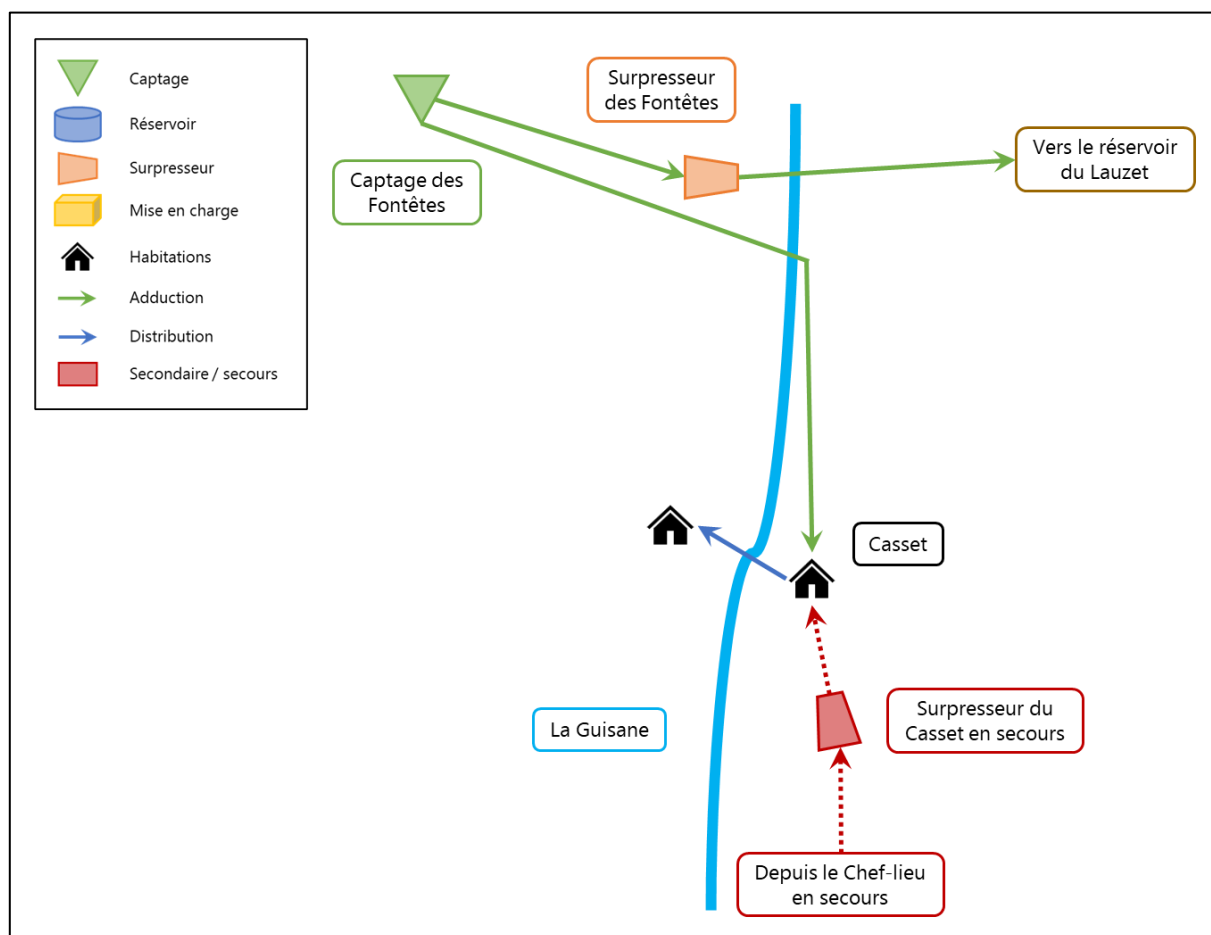 Captage
Réservoir
Surpresseur
Mise en charge
Habitations
Adduction
Distribution
Secondaire / secours
Surpresseur
des Fontêtes
Captage des
Fontêtes
Vers le réservoir
du Lauzet
Casset
La Guisane
Surpresseur du
Casset en secours
Depuis le Chef-lieu
en secours